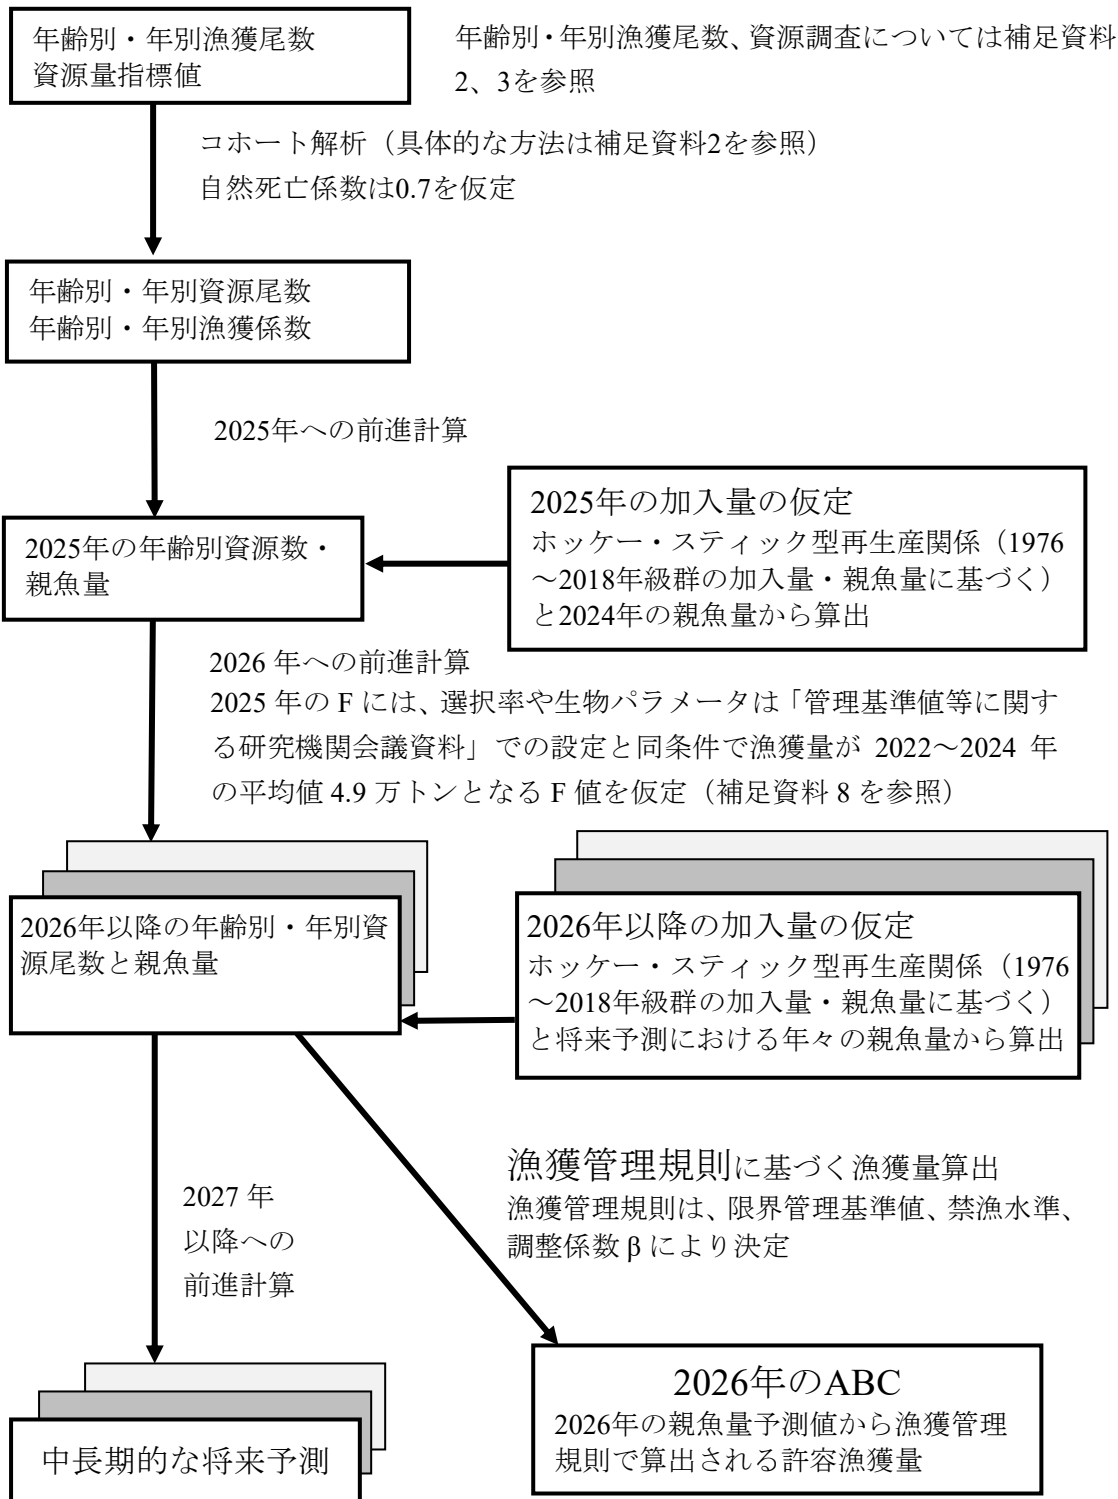 年齢別・年別漁獲尾数
資源量指標値
年齢別・年別漁獲尾数、資源調査については補足資料
2、3を参照
コホート解析（具体的な方法は補足資料2を参照）
自然死亡係数は0.7を仮定
年齢別・年別資源尾数
年齢別・年別漁獲係数
2025年への前進計算
2025年の年齢別資源数・
親魚量
2025年の加入量の仮定
ホッケー・スティック型再生産関係（1976
～2018年級群の加入量・親魚量に基づく）
と2024年の親魚量から算出
2026 年への前進計算
2025 年の F には、選択率や生物パラメータは「管理基準値等に関す
る研究機関会議資料」での設定と同条件で漁獲量が 2022～2024 年
の平均値 4.9 万トンとなる F 値を仮定（補足資料 8 を参照）
2026年以降の年齢別・年別資
源尾数と親魚量
2026年以降の加入量の仮定
ホッケー・スティック型再生産関係（1976
～2018年級群の加入量・親魚量に基づく）
と将来予測における年々の親魚量から算出
漁獲管理規則に基づく漁獲量算出
漁獲管理規則は、限界管理基準値、禁漁水準、
調整係数 β により決定
2027 年
以降への
前進計算
2026年のABC
2026年の親魚量予測値から漁獲管理
規則で算出される許容漁獲量
中長期的な将来予測